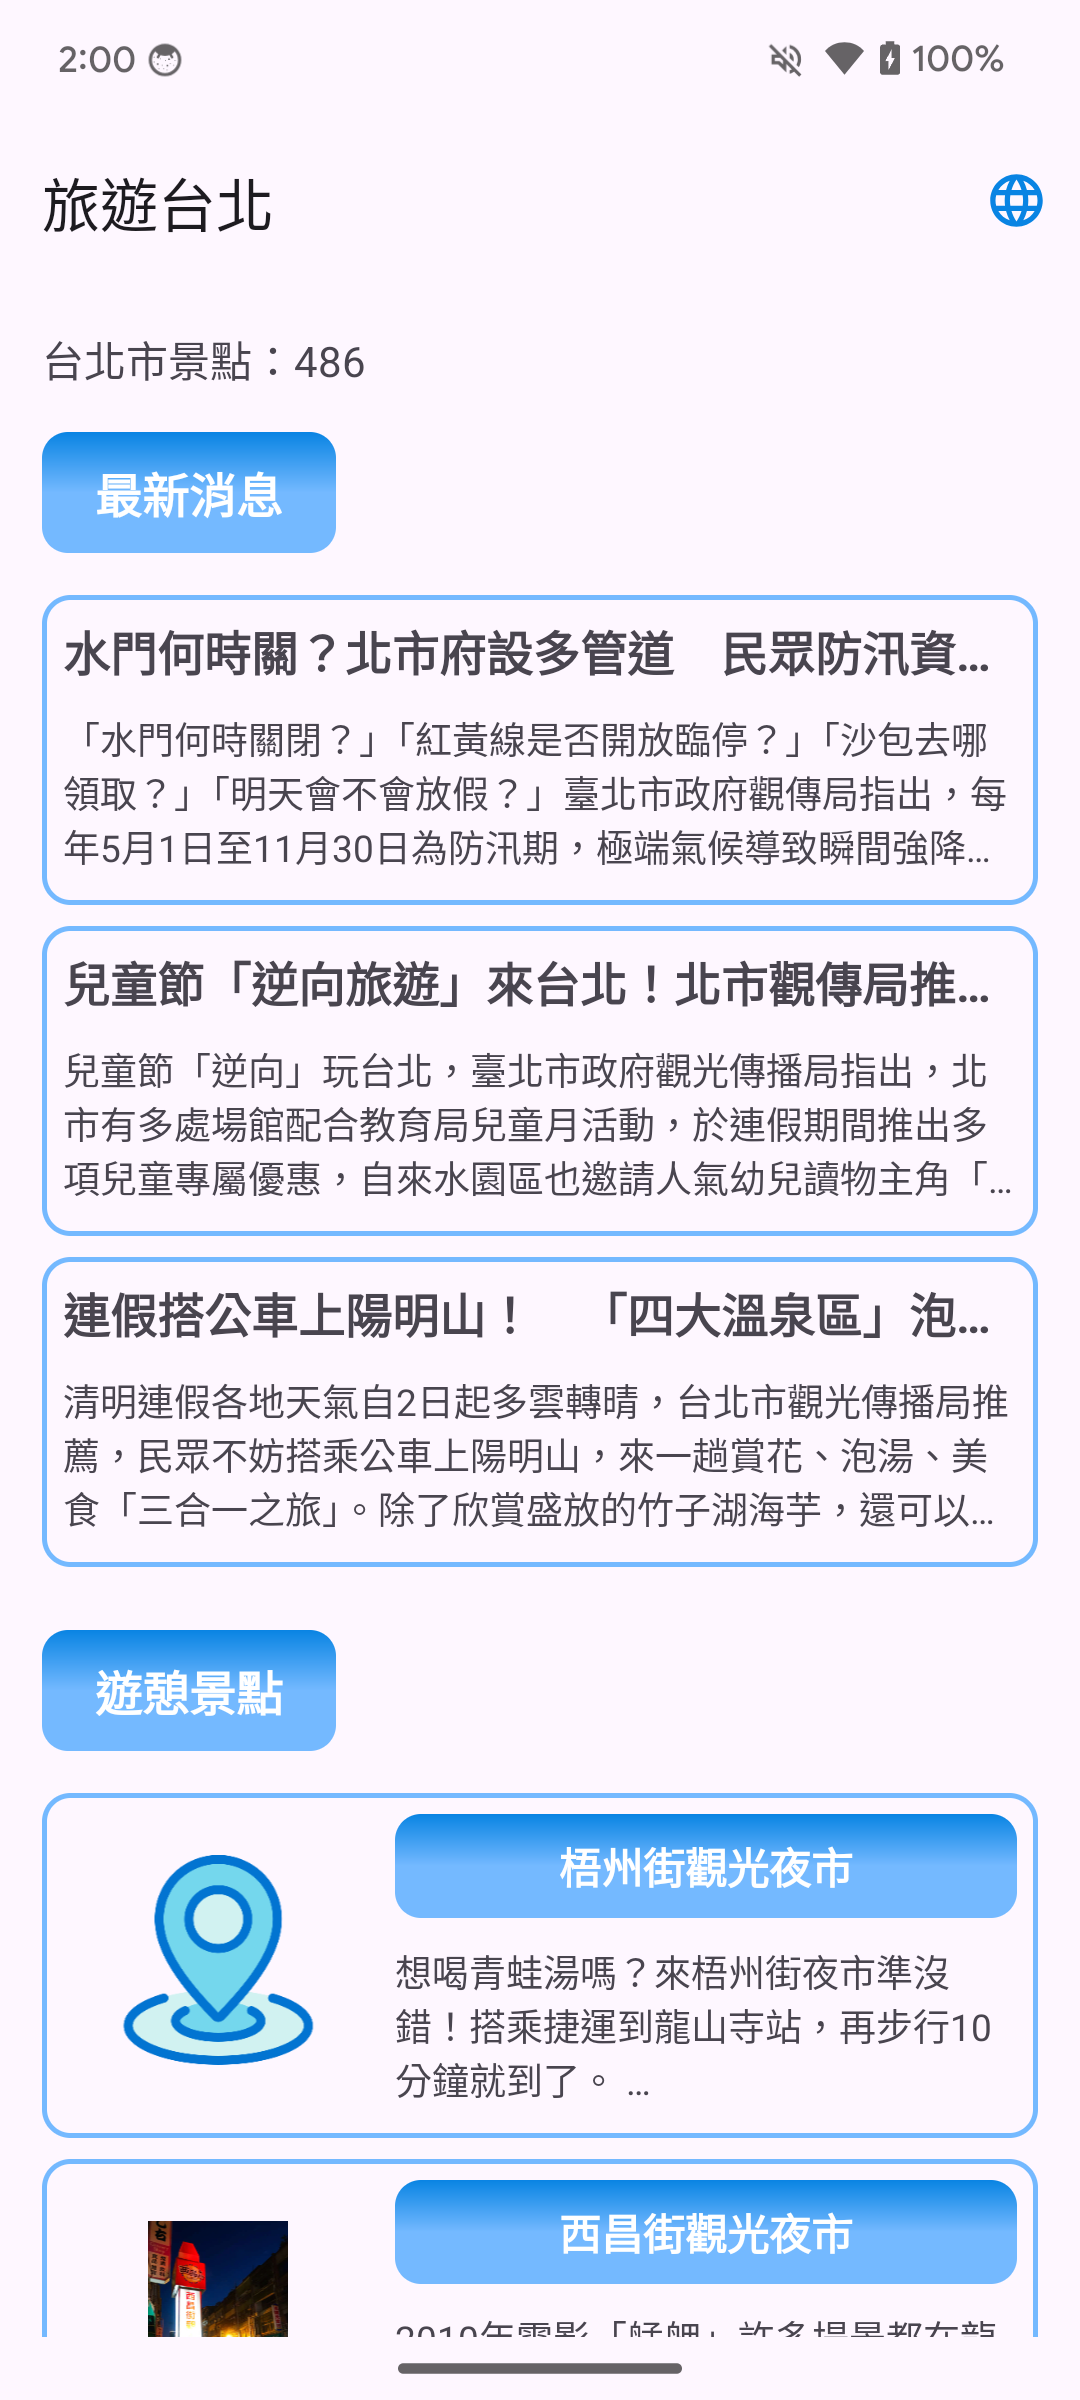 2:00
100%
旅遊台北
台北市景點：486
最新消息
水門何時關？北市府設多管道　民眾防汛資...
「水門何時關閉？」「紅黃線是否開放臨停？」「沙包去哪
領取？」「明天會不會放假？」臺北市政府觀傳局指出，每
年5月1日至11月30日為防汛期，極端氣候導致瞬間強降...
兒童節「逆向旅遊」來台北！北市觀傳局推...
兒童節「逆向」玩台北，臺北市政府觀光傳播局指出，北
市有多處場館配合教育局兒童月活動，於連假期間推出多
項兒童專屬優惠，自來水園區也邀請人氣幼兒讀物主角「...
連假搭公車上陽明山！　「四大溫泉區」泡...
清明連假各地天氣自2日起多雲轉晴，台北市觀光傳播局推
薦，民眾不妨搭乘公車上陽明山，來一趟賞花、泡湯、美
食「三合一之旅」。除了欣賞盛放的竹子湖海芋，還可以...
遊憩景點
梧州街觀光夜市
想喝青蛙湯嗎？來梧州街夜市準沒
錯！搭乘捷運到龍山寺站，再步行10
分鐘就到了。 ...
西昌街觀光夜市
2010年電影「艋舺」許多場景都在龍